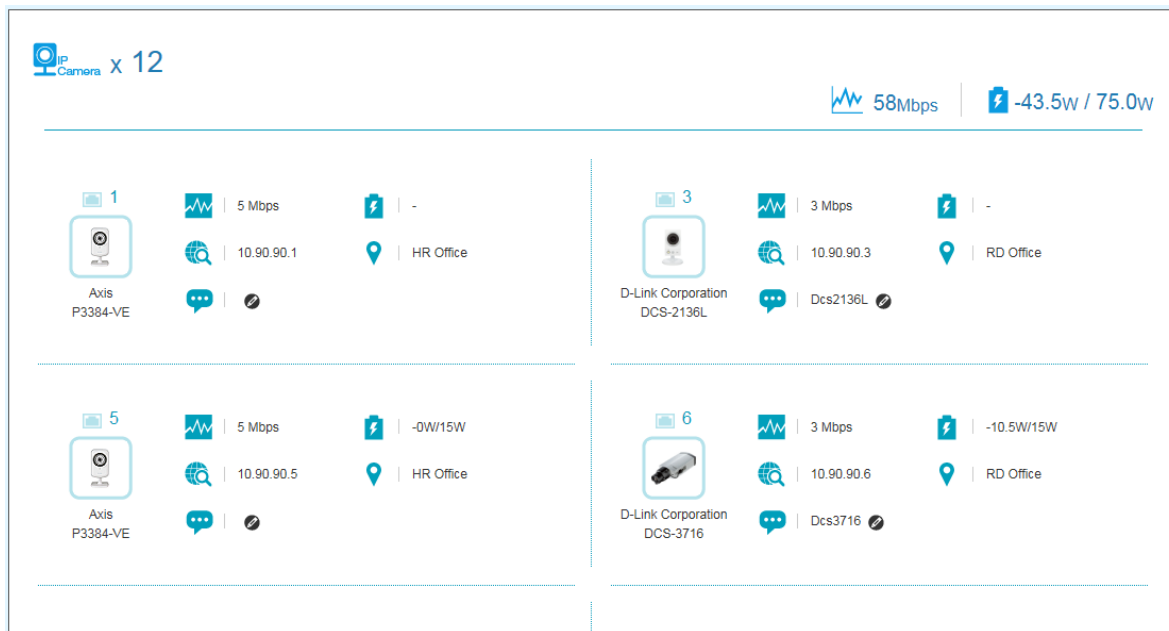 IP
Camera x 12
58Mbps -43.5W / 75.0W
1
5 Mbps -
10.90.90.1 HR Office
Axis
P3384-VE
3
3 Mbps -
10.90.90.3 RD Office
D-Link Corporation
DCS-2136L
Dcs2136L
5
5 Mbps -0W/15W
10.90.90.5 HR Office
Axis
P3384-VE
6
3 Mbps -10.5W/15W
10.90.90.6 RD Office
D-Link Corporation
DCS-3716
Dcs3716